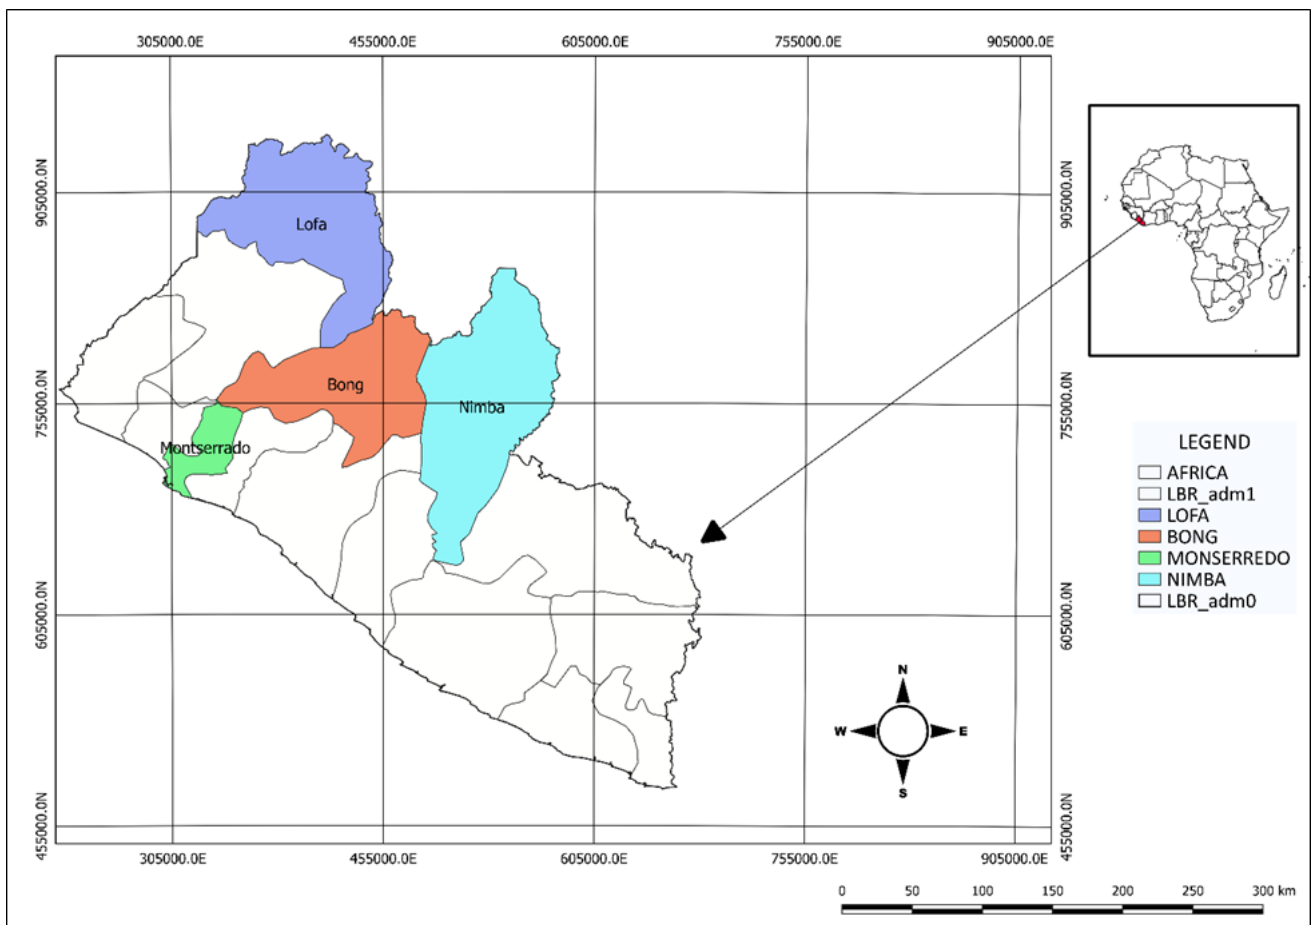 305000.0E 455000.0E 605000.0E 755000.0E 905000.0E
905000.0N 905000.0N
Lofa
Bong
755000.0N 755000.0N
Nimba
Montserrado
LEGEND
AFRICA
LBR_adm1
LOFA
BONG
MONSERREDO
NIMBA
LBR_adm0
605000.0N 605000.0N
N
W E
S
455000.0N 455000.0N
305000.0E 455000.0E 605000.0E 755000.0E 905000.0E
0 50 100 150 200 250 300 km